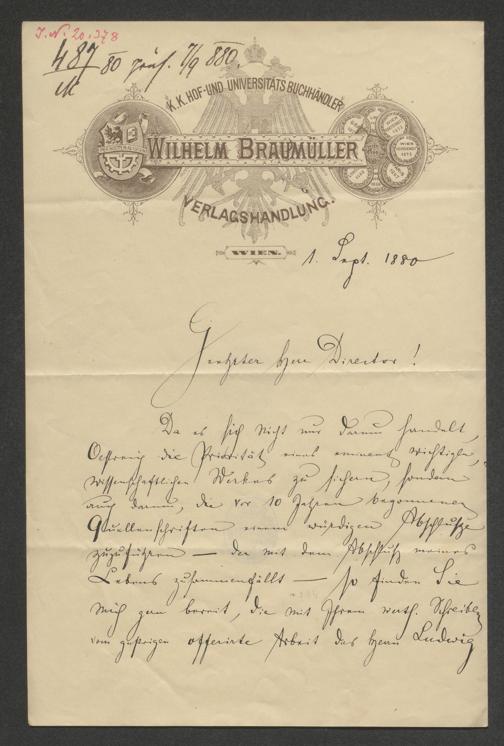 J. N. 20.378
487/M 80 präs. 7/9 880.
K.K. HOF- UND UNIVERSITÄTS BUCHHÄNDLER
WILHELM BRAUMÜLLER
VERLAGSHANDLUNG.
WIEN.
1. Sept. 1880
Geehrter Herr Director!
Da es sich nicht nur darum handelt,
Oestreich die Priorität eines eminent wichtigen,
wissenschaftlichen Werkes zu sichern, sondern
auch darum, die vor 10 Jahren begonnenen
Quellenschriften einem würdigen Abschlusse
zuzuführen — der mit dem Abschluß meines
Lebens zusammenfällt — so finden Sie
mich gern bereit, die mit Ihrem werth. Schreiben
vom gestrigen offerirte Arbeit des Herrn Ludwig